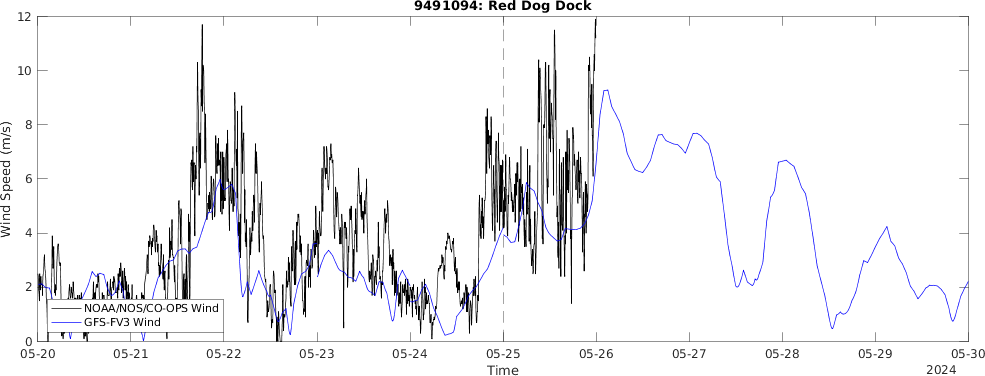 9491094: Red Dog Dock
12
10
8
6
4
2
0
Wind Speed (m/s)
NOAA/NOS/CO-OPS Wind
GFS-FV3 Wind
05-20 05-21 05-22 05-23 05-24 05-25 05-26 05-27 05-28 05-29 05-30
Time
2024